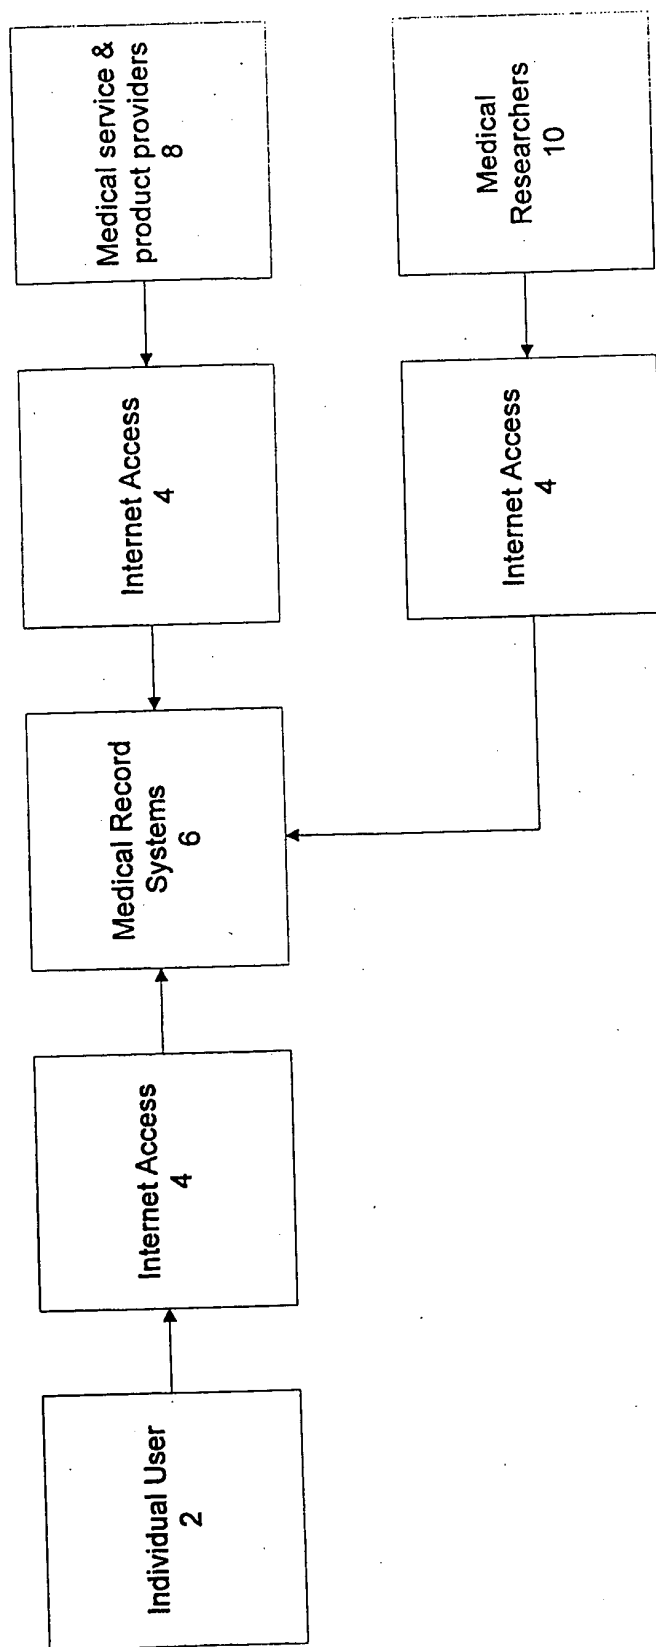 Individual User
2
Internet Access
4
Medical Record
Systems
6
Internet Access
4
Medical service &
product providers
8
Internet Access
4
Medical
Researchers
10